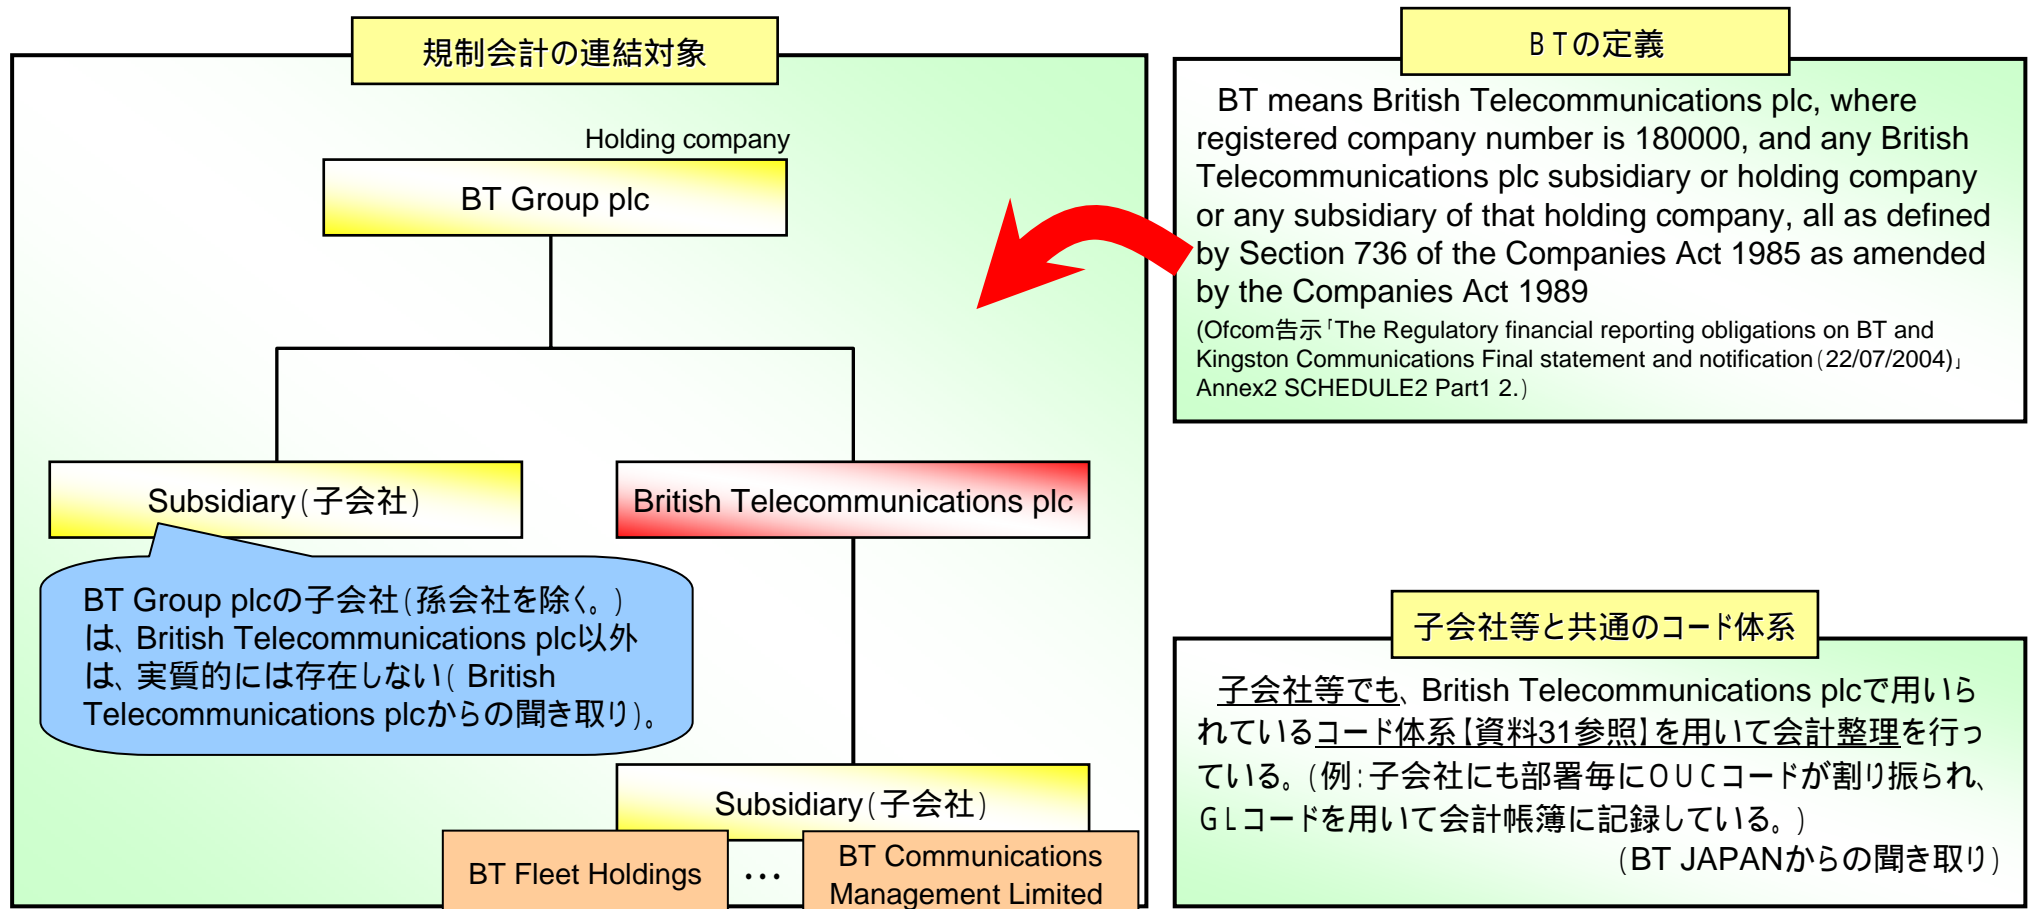 規制会計の連結対象
Holding company
BT Group plc
Subsidiary(子会社)
British Telecommunications plc
BT Group plcの子会社(孫会社を除く。)
は、British Telecommunications plc以外
は、実質的には存在しない( British
Telecommunications plcからの聞き取り)。
Subsidiary(子会社)
BT Fleet Holdings
…
BT Communications
Management Limited
BTの定義
BT means British Telecommunications plc, where
registered company number is 180000, and any British
Telecommunications plc subsidiary or holding company
or any subsidiary of that holding company, all as defined
by Section 736 of the Companies Act 1985 as amended
by the Companies Act 1989
(Ofcom告示「The Regulatory financial reporting obligations on BT and
Kingston Communications Final statement and notification(22/07/2004)」
Annex2 SCHEDULE2 Part1 2.)
子会社等と共通のコード体系
子会社等でも、British Telecommunications plcで用いら
れているコード体系【資料31参照】を用いて会計整理を行っ
ている。(例:子会社にも部署毎にOUCコードが割り振られ、
GLコードを用いて会計帳簿に記録している。)
(BT JAPANからの聞き取り)